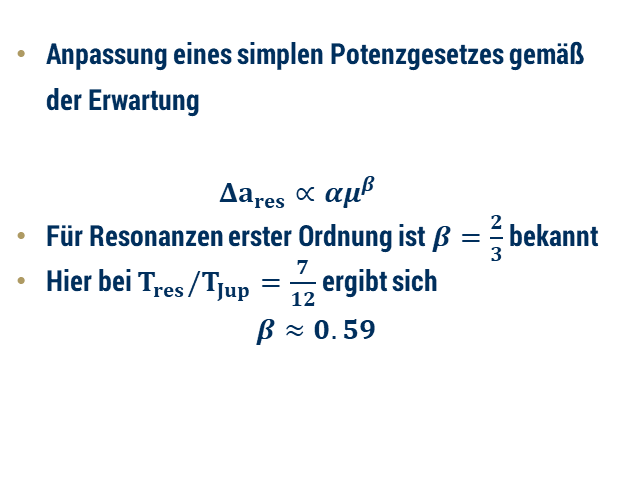 • Anpassung eines simplen Potenzgesetzes gemäß
der Erwartung
Δa_res ∝ αμ^β
• Für Resonanzen erster Ordnung ist β = 2/3 bekannt
• Hier bei T_res/T_Jup = 7/12 ergibt sich
β ≈ 0.59